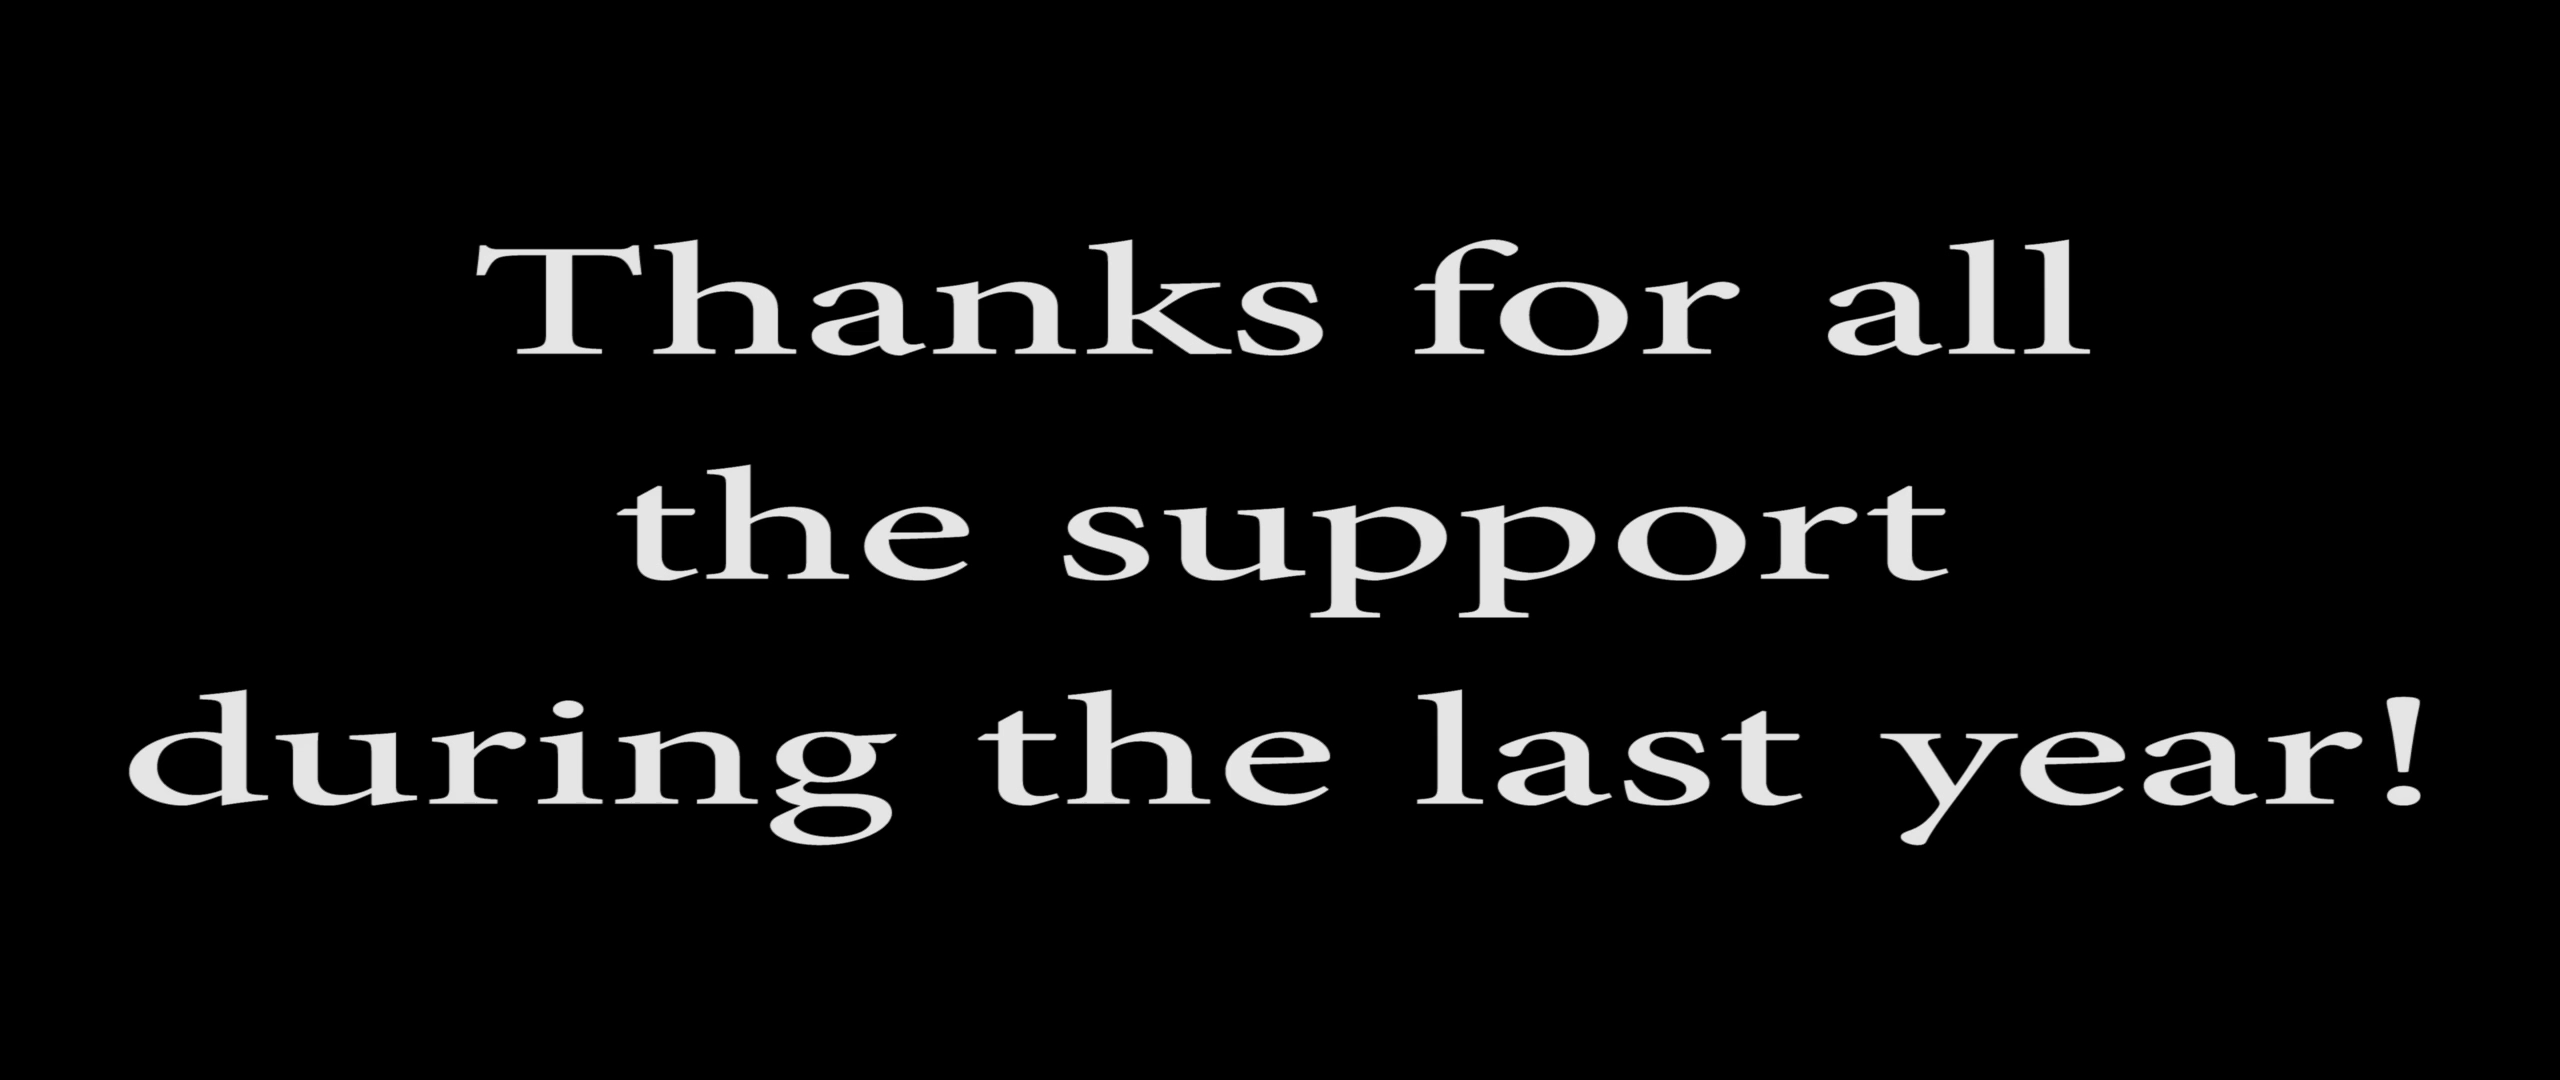 Thanks for all
the support
during the last year!